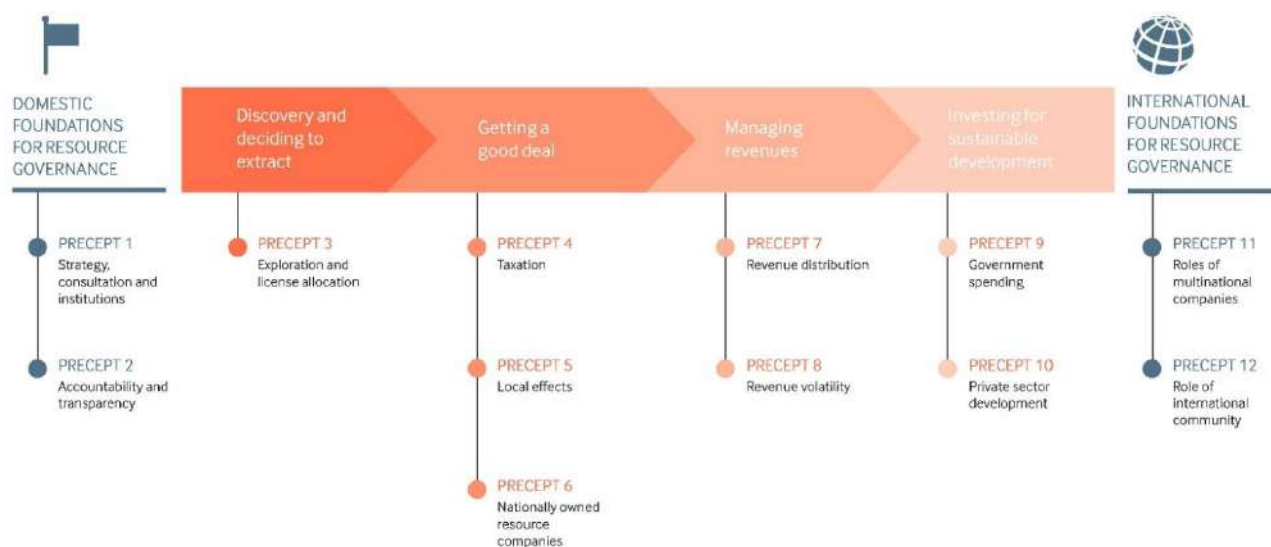 DOMESTIC
FOUNDATIONS
FOR RESOURCE
GOVERNANCE
Discovery and
deciding to
extract
Getting a
good deal
Managing
revenues
Investing for
sustainable
development
INTERNATIONAL
FOUNDATIONS
FOR RESOURCE
GOVERNANCE
PRECEPT 1
Strategy,
consultation and
institutions
PRECEPT 2
Accountability and
transparency
PRECEPT 3
Exploration and
license allocation
PRECEPT 4
Taxation
PRECEPT 5
Local effects
PRECEPT 6
Nationally owned
resource
companies
PRECEPT 7
Revenue distribution
PRECEPT 8
Revenue volatility
PRECEPT 9
Government
spending
PRECEPT 10
Private sector
development
PRECEPT 11
Roles of
multinational
companies
PRECEPT 12
Role of
international
community